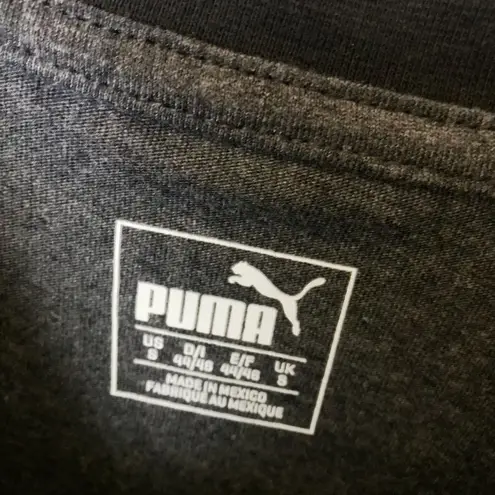 PUMA
US D/I E/F UK
S 44/46 44/46 S
MADE IN MEXICO
FABRIQUÉ AU MEXIQUE